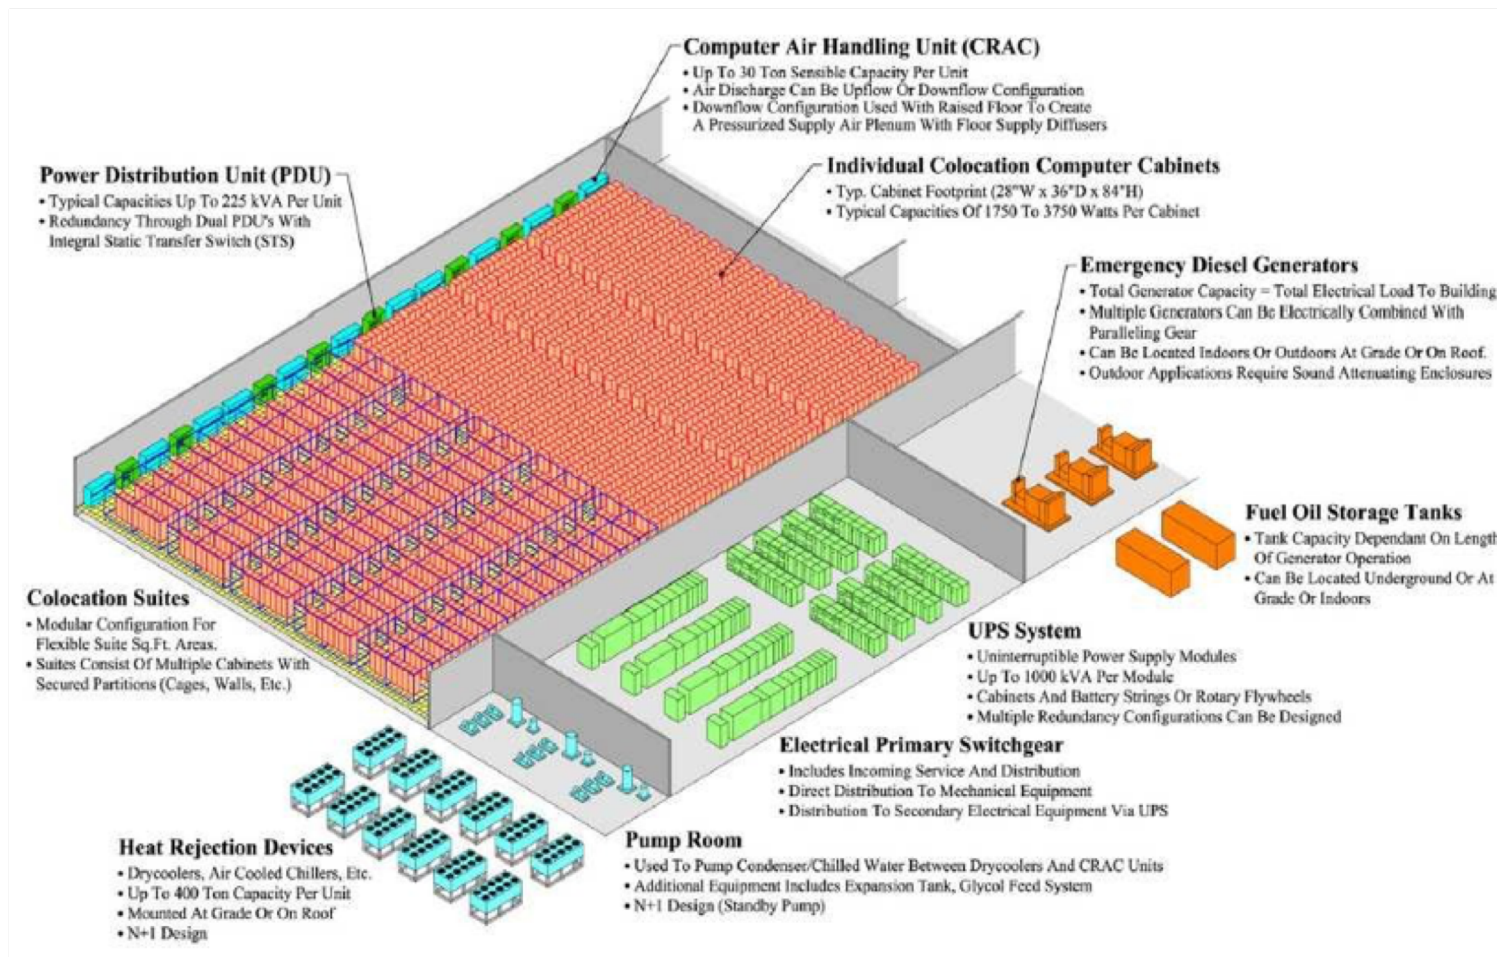 Computer Air Handling Unit (CRAC)
• Up To 30 Ton Sensible Capacity Per Unit
• Air Discharge Can Be Upflow Or Downflow Configuration
• Downflow Configuration Used With Raised Floor To Create
A Pressurized Supply Air Plenum With Floor Supply Diffusers
Power Distribution Unit (PDU)
• Typical Capacities Up To 225 kVA Per Unit
• Redundancy Through Dual PDU's With
Integral Static Transfer Switch (STS)
Individual Colocation Computer Cabinets
• Typ. Cabinet Footprint (28"W x 36"D x 84"H)
• Typical Capacities Of 1750 To 3750 Watts Per Cabinet
Emergency Diesel Generators
• Total Generator Capacity = Total Electrical Load To Building
• Multiple Generators Can Be Electrically Combined With
Paralleling Gear
• Can Be Located Indoors Or Outdoors At Grade Or On Roof.
• Outdoor Applications Require Sound Attenuating Enclosures
Fuel Oil Storage Tanks
• Tank Capacity Dependant On Length
Of Generator Operation
• Can Be Located Underground Or At
Grade Or Indoors
Colocation Suites
• Modular Configuration For
Flexible Suite Sq.Ft. Areas.
• Suites Consist Of Multiple Cabinets With
Secured Partitions (Cages, Walls, Etc.)
UPS System
• Uninterruptible Power Supply Modules
• Up To 1000 kVA Per Module
• Cabinets And Battery Strings Or Rotary Flywheels
• Multiple Redundancy Configurations Can Be Designed
Electrical Primary Switchgear
• Includes Incoming Service And Distribution
• Direct Distribution To Mechanical Equipment
• Distribution To Secondary Electrical Equipment Via UPS
Pump Room
• Used To Pump Condenser/Chilled Water Between Drycoolers And CRAC Units
• Additional Equipment Includes Expansion Tank, Glycol Feed System
• N+1 Design (Standby Pump)
Heat Rejection Devices
• Drycoolers, Air Cooled Chillers, Etc.
• Up To 400 Ton Capacity Per Unit
• Mounted At Grade Or On Roof
• N+1 Design